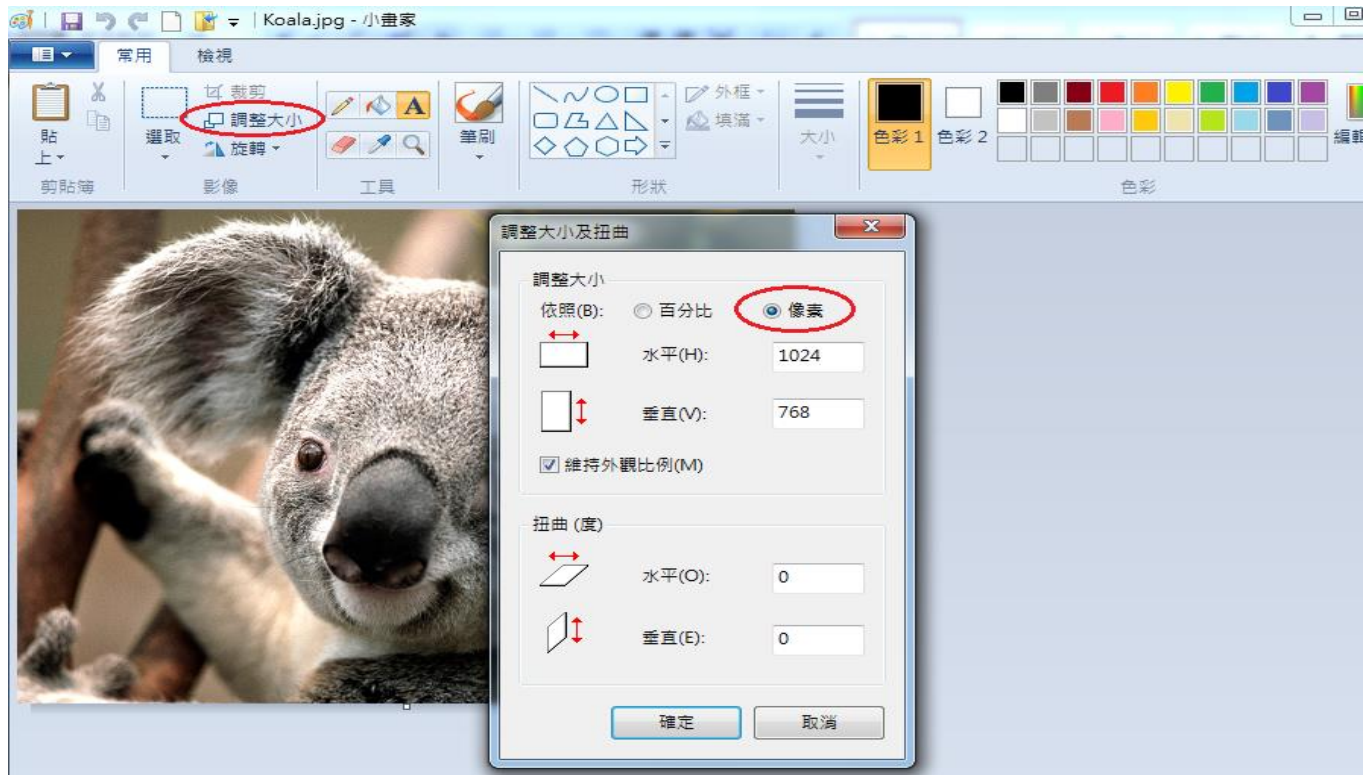 Koala.jpg - 小畫家
常用 檢視
貼上
剪貼簿
選取
裁剪
調整大小
旋轉
影像
A
工具
筆刷
外框
填滿
形狀
大小
色彩 1
色彩 2
色彩
調整大小及扭曲
調整大小
依照(B): 百分比 像素
水平(H): 1024
垂直(V): 768
維持外觀比例(M)
扭曲 (度)
水平(O): 0
垂直(E): 0
確定 取消